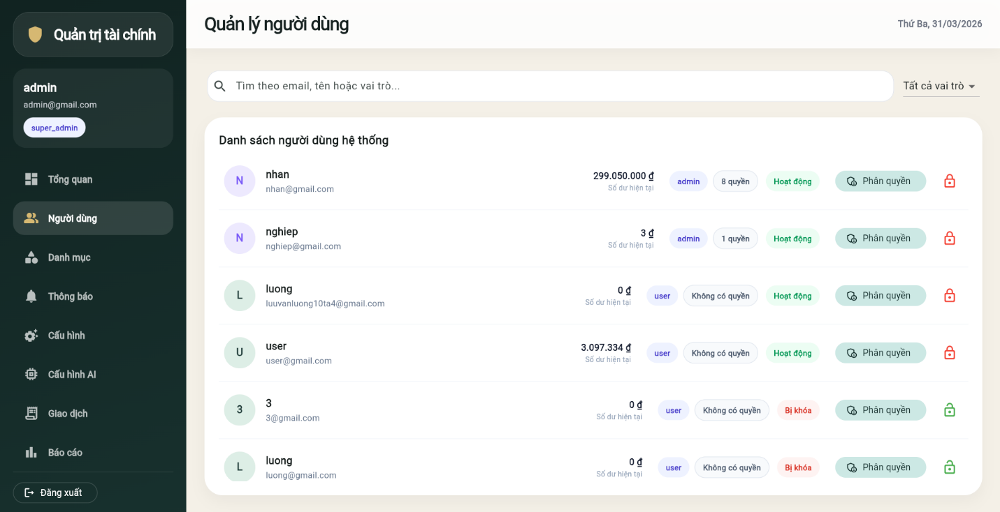 Quản trị tài chính
admin
admin@gmail.com
super_admin
Tổng quan
Người dùng
Danh mục
Thông báo
Cấu hình
Cấu hình AI
Giao dịch
Báo cáo
Đăng xuất
Quản lý người dùng
Thứ Ba, 31/03/2026
Tìm theo email, tên hoặc vai trò...
Tất cả vai trò
Danh sách người dùng hệ thống
N
nhan
nhan@gmail.com
299.050.000 ₫
Số dư hiện tại
admin
8 quyền
Hoạt động
Phân quyền
N
nghiep
nghiep@gmail.com
3 ₫
Số dư hiện tại
admin
1 quyền
Hoạt động
Phân quyền
L
luong
luuvanluong10ta4@gmail.com
0 ₫
Số dư hiện tại
user
Không có quyền
Hoạt động
Phân quyền
U
user
user@gmail.com
3.097.334 ₫
Số dư hiện tại
user
Không có quyền
Hoạt động
Phân quyền
3
3
3@gmail.com
0 ₫
Số dư hiện tại
user
Không có quyền
Bị khóa
Phân quyền
L
luong
luong@gmail.com
0 ₫
Số dư hiện tại
user
Không có quyền
Bị khóa
Phân quyền